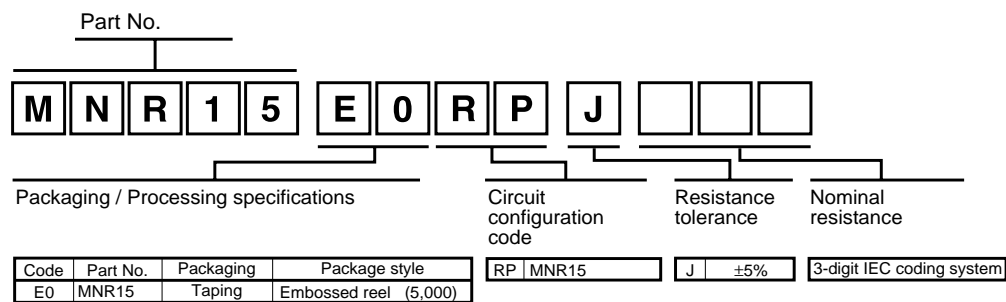 Part No.
M N R 1 5 E 0 R P J
Packaging / Processing specifications
Circuit
configuration
code
Resistance
tolerance
Nominal
resistance
Code Part No. Packaging Package style
E0 MNR15 Taping Embossed reel (5,000)
RP MNR15
J ±5%
3-digit IEC coding system